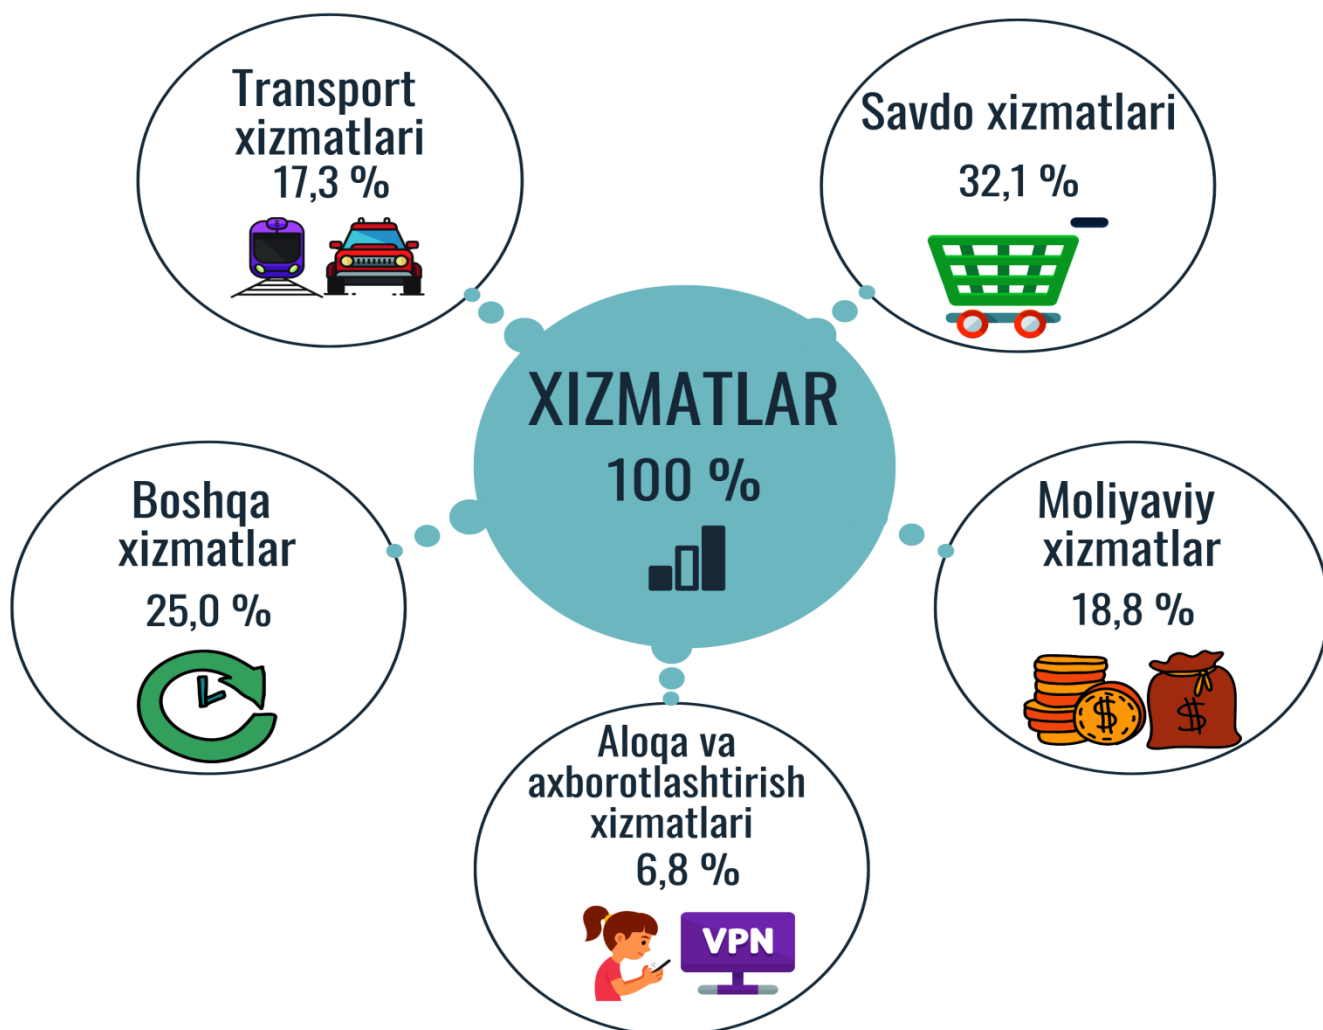 Transport
xizmatlari
17,3 %
Savdo xizmatlari
32,1 %
XIZMATLAR
100 %
Boshqa
xizmatlar
25,0 %
Moliyaviy
xizmatlar
18,8 %
$
$
Aloqa va
axborotlashtirish
xizmatlari
6,8 %
VPN